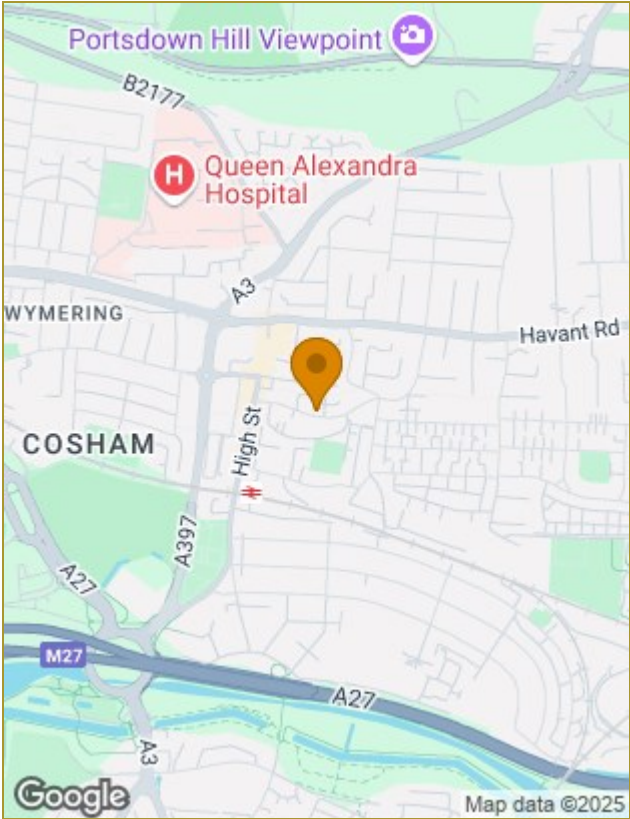 Portsdown Hill Viewpoint
B2177
H
Queen Alexandra
Hospital
A3
WYMERING
Havant Rd
High St
COSHAM
A397
A27
M27
A27
A3
Google
Map data ©2025